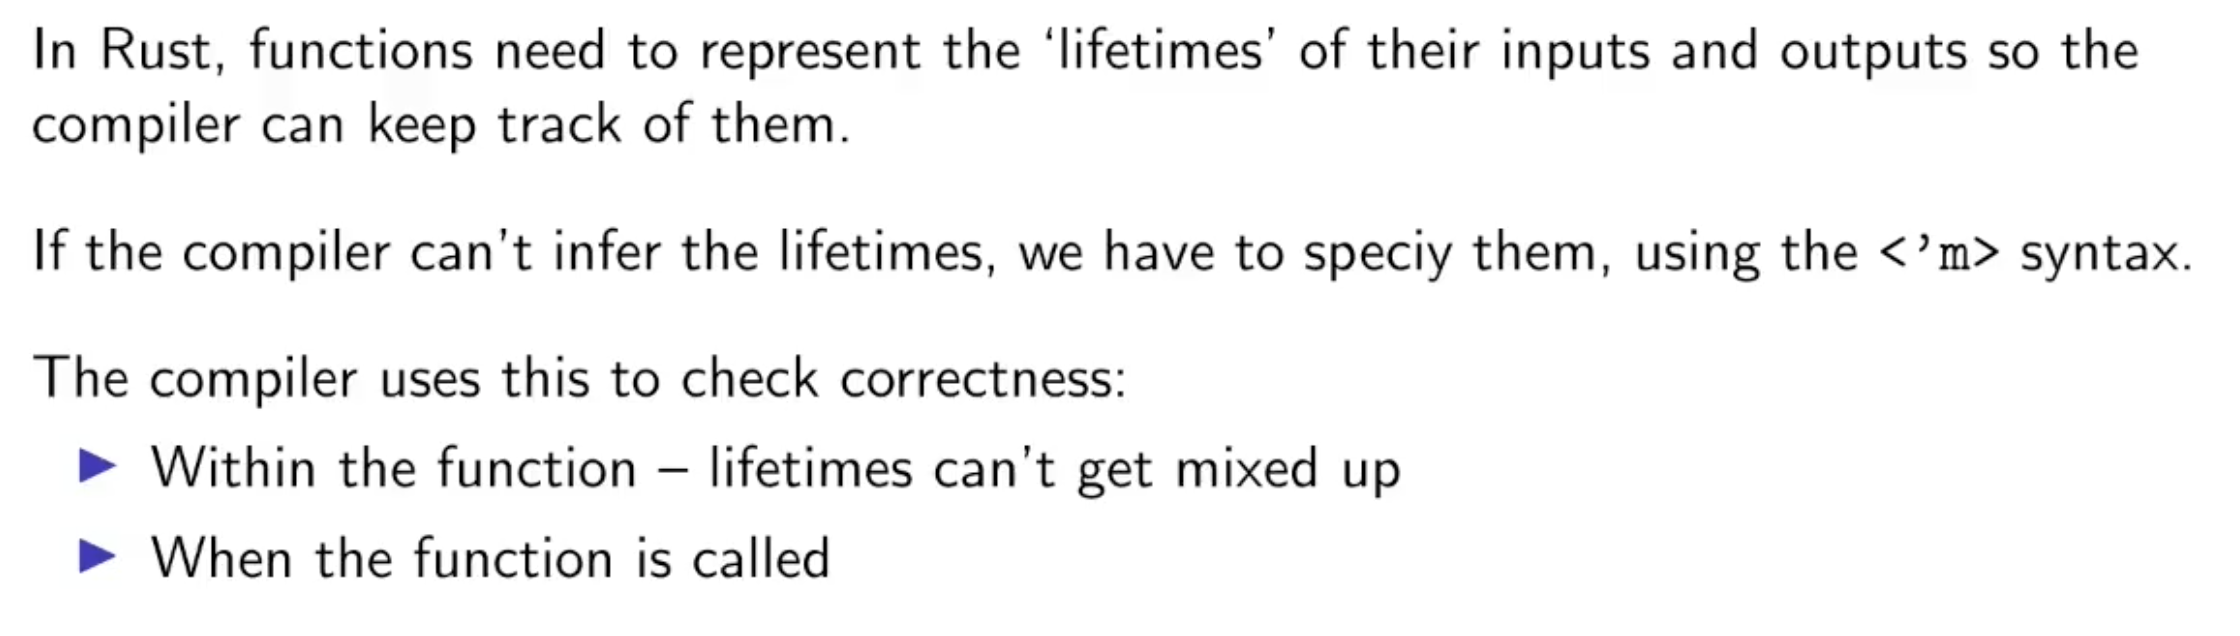 In Rust, functions need to represent the ‘lifetimes’ of their inputs and outputs so the
compiler can keep track of them.
If the compiler can’t infer the lifetimes, we have to speciy them, using the <’m> syntax.
The compiler uses this to check correctness:
▶ Within the function – lifetimes can’t get mixed up
▶ When the function is called